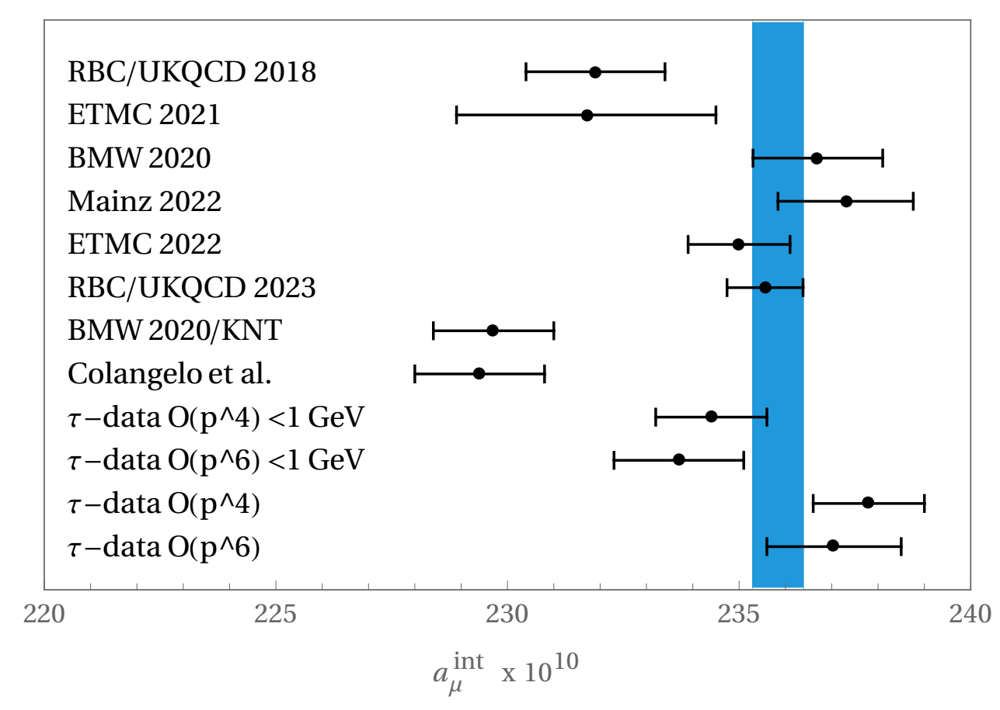 RBC/UKQCD 2018
ETMC 2021
BMW 2020
Mainz 2022
ETMC 2022
RBC/UKQCD 2023
BMW 2020/KNT
Colangelo et al.
τ−data O(p^4) <1 GeV
τ−data O(p^6) <1 GeV
τ−data O(p^4)
τ−data O(p^6)
220 225 230 235 240
a_μ^int x 10^10